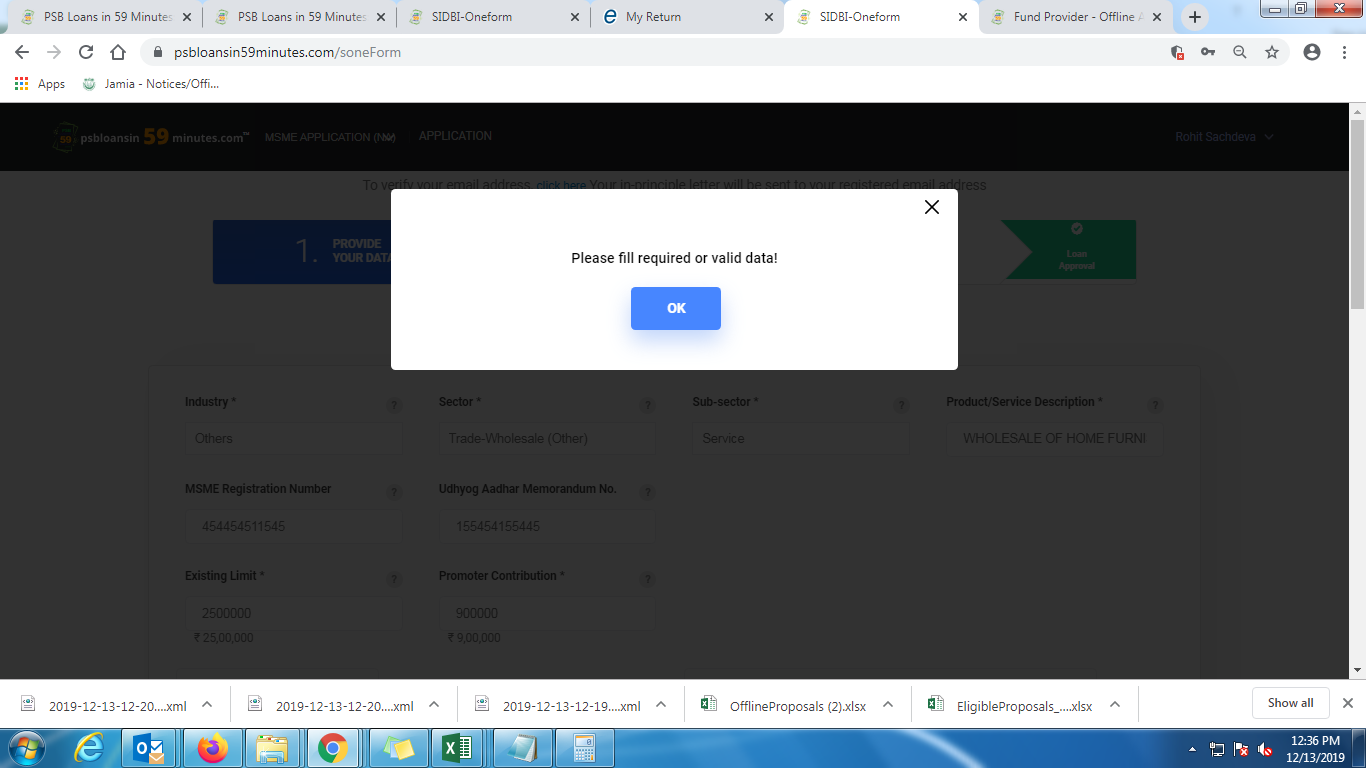 PSB Loans in 59 Minutes
PSB Loans in 59 Minutes
SIDBI-Oneform
My Return
SIDBI-Oneform
Fund Provider - Offline A
psbloansin59minutes.com/soneForm
Apps
Jamia - Notices/Offi...
psbloansin 59 minutes.com™
MSME APPLICATION
APPLICATION
Rohit Sachdeva
To verify your email address, click here Your in-principle letter will be sent to your registered email address
1. PROVIDE
YOUR DATA
Loan
Approval
Please fill required or valid data!
OK
Industry *
?
Sector *
?
Sub-sector *
?
Product/Service Description *
?
Others
Trade-Wholesale (Other)
Service
WHOLESALE OF HOME FURNI
MSME Registration Number
?
Udhyog Aadhar Memorandum No.
?
454454511545
155454155445
Existing Limit *
?
Promoter Contribution *
?
2500000
900000
₹ 25,00,000
₹ 9,00,000
2019-12-13-12-20....xml
2019-12-13-12-20....xml
2019-12-13-12-19....xml
OfflineProposals (2).xlsx
EligibleProposals_....xlsx
Show all
12:36 PM
12/13/2019